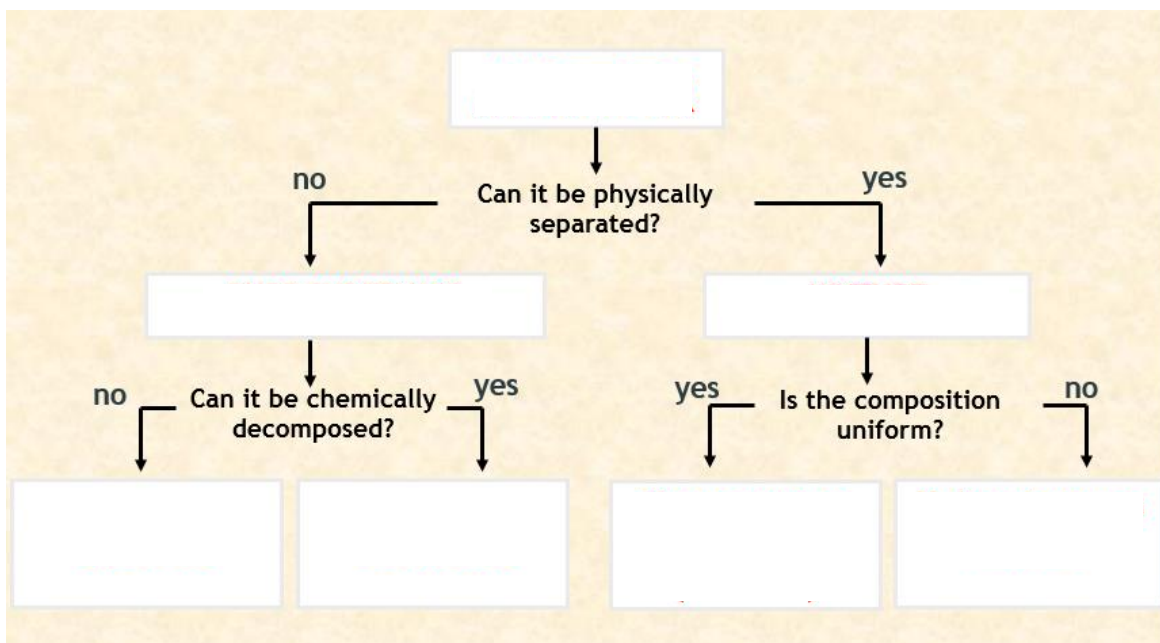 no
Can it be physically
separated?
yes
no
Can it be chemically
decomposed?
yes
yes
Is the composition
uniform?
no